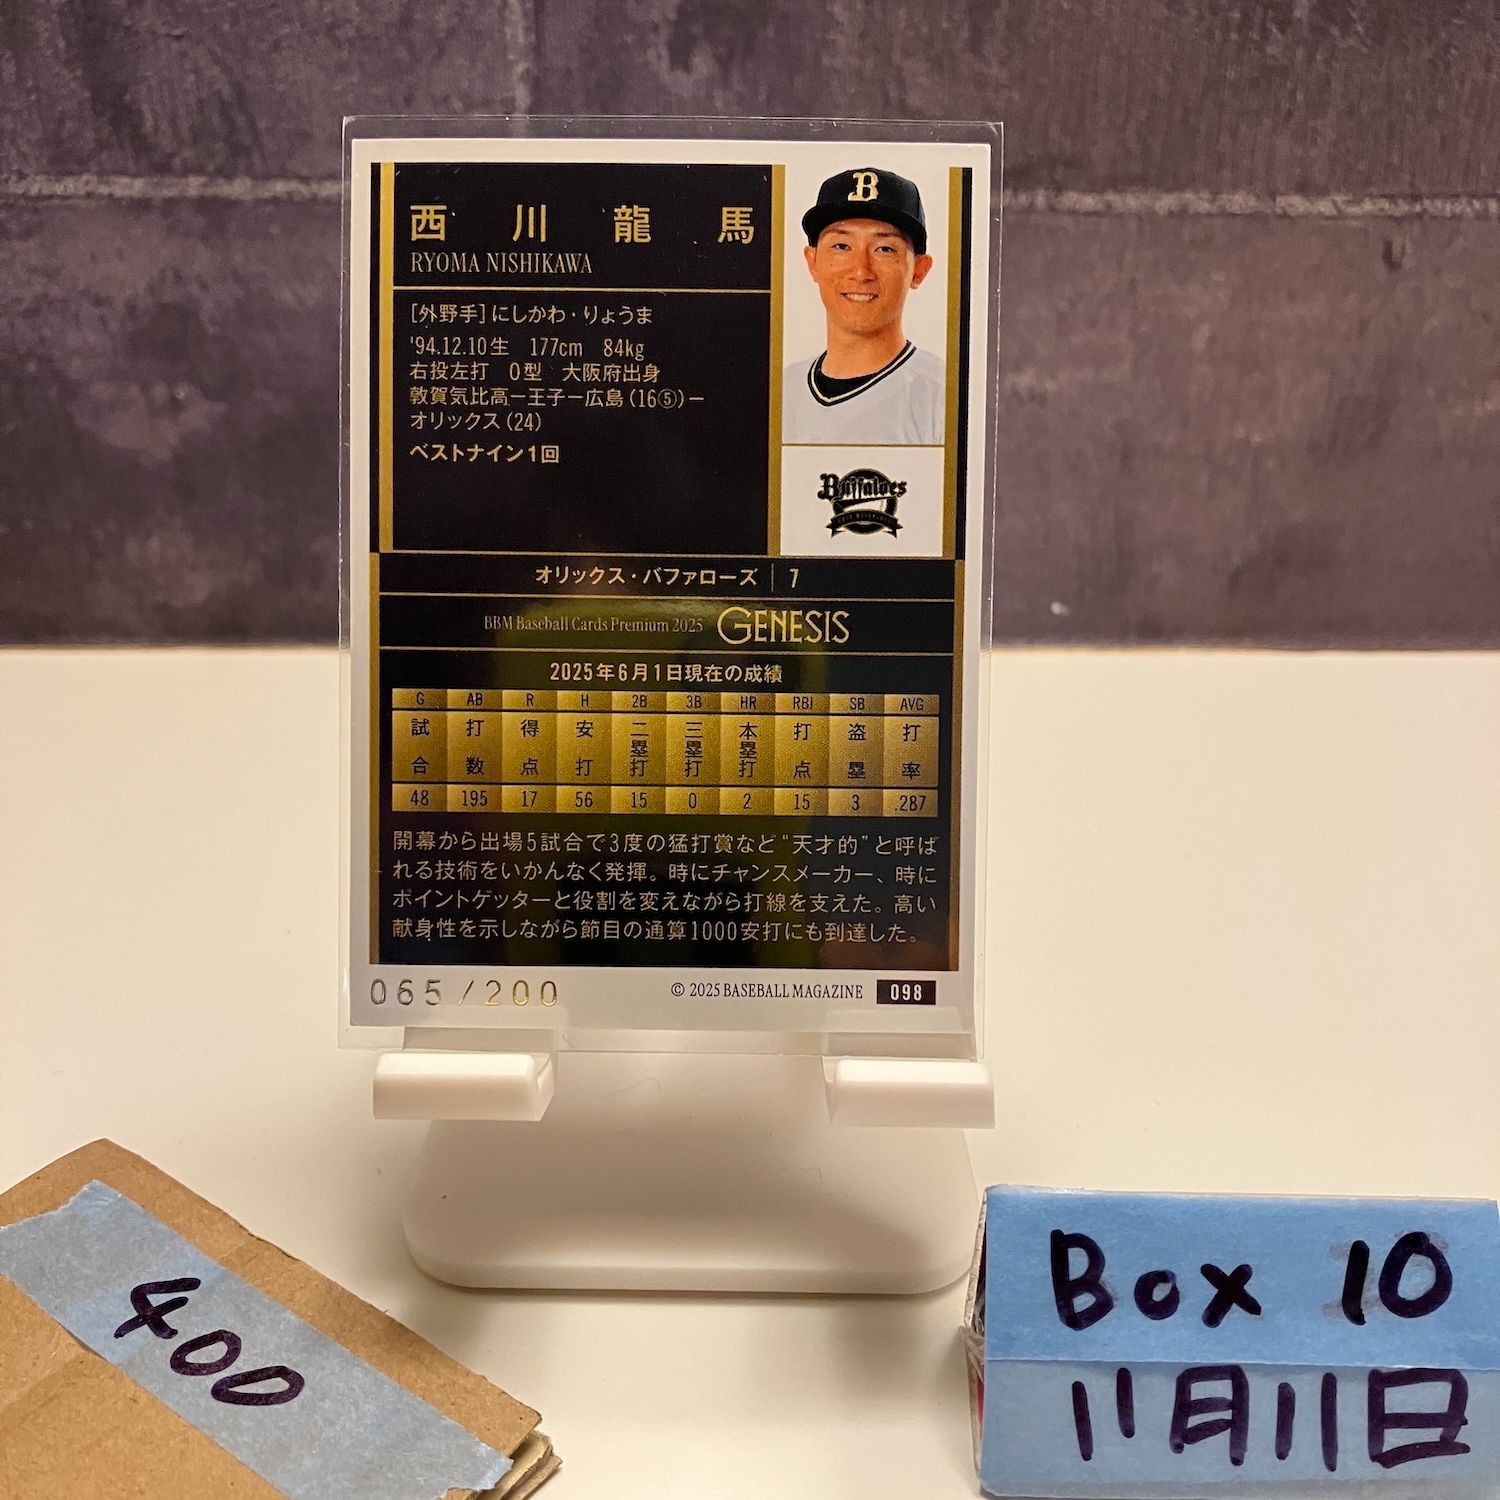 西川龍馬
RYOMA NISHIKAWA
[外野手]にしかわ・りょうま
'94.12.10生 177cm 84kg
右投左打 O型 大阪府出身
敦賀気比高ー王子ー広島(16⑤)ー
オリックス(24)
ベストナイン1回
B
Buffaloes
オリックス・バファローズ | 7
BBM Baseball Cards Premium 2025 GENESIS
2025年6月1日現在の成績
G AB R H 2B 3B HR RBI SB AVG
試合 打数 得点 安打 二塁打 三塁打 本塁打 打点 盗塁 打率
48 195 17 56 15 0 2 15 3 .287
開幕から出場5試合で3度の猛打賞など“天才的”と呼ば
れる技術をいかんなく発揮。時にチャンスメーカー、時に
ポイントゲッターと役割を変えながら打線を支えた。高い
献身性を示しながら節目の通算1000安打にも到達した。
065/200
© 2025 BASEBALL MAGAZINE 098
400
Box 10
11月11日